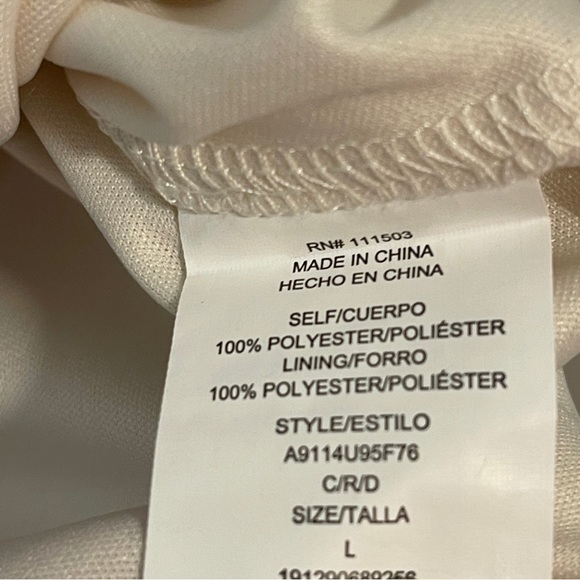 RN# 111503
MADE IN CHINA
HECHO EN CHINA
SELF/CUERPO
100% POLYESTER/POLIÉSTER
LINING/FORRO
100% POLYESTER/POLIÉSTER
STYLE/ESTILO
A9114U95F76
C/R/D
SIZE/TALLA
L
191290689256